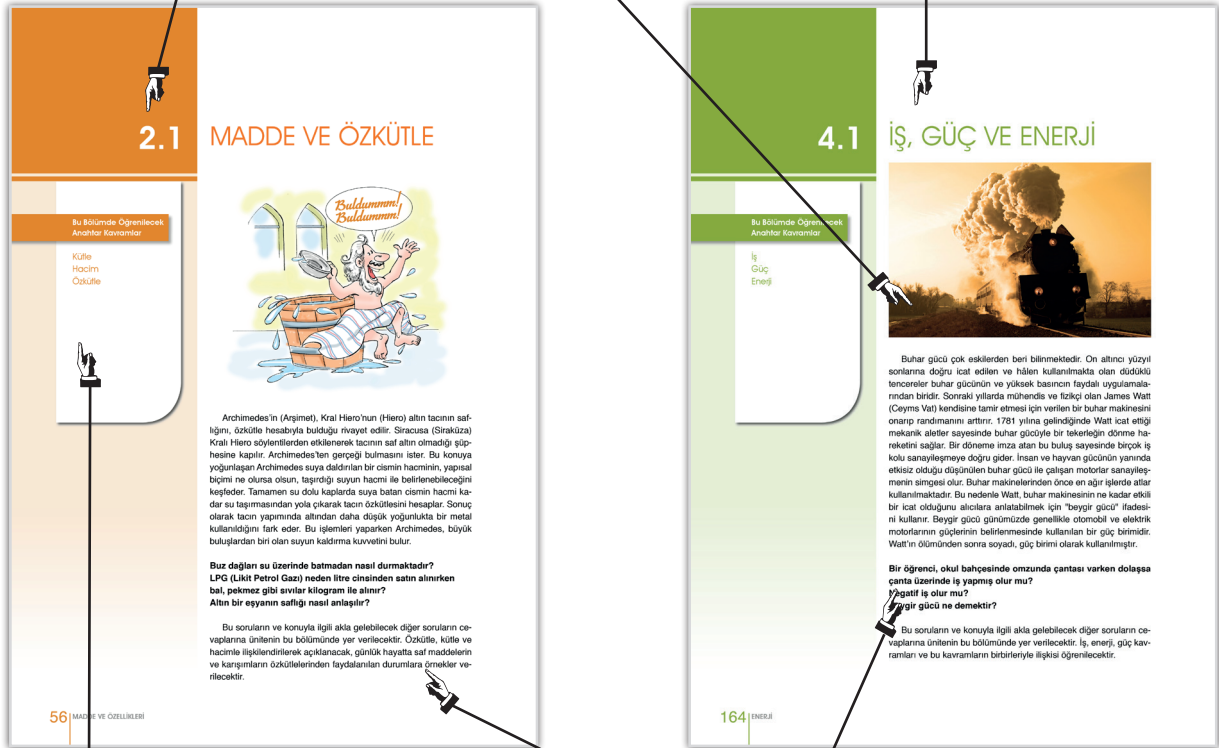 2.1
MADDE VE ÖZKÜTLE
Bu Bölümde Öğrenilecek
Anahtar Kavramlar
Kütle
Hacim
Özkütle
Buldummm!
Buldummm!
Archimedes'in (Arşimet), Kral Hiero'nun (Hiero) altın tacının saf-
lığını, özkütle hesabıyla bulduğu rivayet edilir. Siracusa (Siraküza)
Kralı Hiero söylentilerden etkilenerek tacının saf altın olmadığı şüp-
hesine kapılır. Archimedes'ten gerçeği bulmasını ister. Bu konuya
yoğunlaşan Archimedes suya daldırılan bir cismin hacminin, yapısal
biçimi ne olursa olsun, taşırdığı suyun hacmi ile belirlenebileceğini
keşfeder. Tamamen su dolu kaplarda suya batan cismin hacmi ka-
dar su taşmasından yola çıkarak tacın özkütlesini hesaplar. Sonuç
olarak tacın yapımında altından daha düşük yoğunlukta bir metal
kullanıldığını fark eder. Bu işlemleri yaparken Archimedes, büyük
buluşlardan biri olan suyun kaldırma kuvvetini bulur.
Buz dağları su üzerinde batmadan nasıl durmaktadır?
LPG (Likit Petrol Gazı) neden litre cinsinden satın alınırken
bal, pekmez gibi sıvılar kilogram ile alınır?
Altın bir eşyanın saflığı nasıl anlaşılır?
Bu soruların ve konuyla ilgili akla gelebilecek diğer soruların ce-
vaplarına ünitenin bu bölümünde yer verilecektir. Özkütle, kütle ve
hacimle ilişkilendirilerek açıklanacak, günlük hayatta saf maddelerin
ve karışımların özkütlelerinden faydalanılan durumlara örnekler ve-
rilecektir.
56 MADDE VE ÖZELLİKLERİ
4.1
İŞ, GÜÇ VE ENERJİ
Bu Bölümde Öğrenilecek
Anahtar Kavramlar
İş
Güç
Enerji
Buhar gücü çok eskilerden beri bilinmektedir. On altıncı yüzyıl
sonlarına doğru icat edilen ve hâlen kullanılmakta olan düdüklü
tencereler buhar gücünün ve yüksek basıncın faydalı uygulamala-
rından biridir. Sonraki yıllarda mühendis ve fizikçi olan James Watt
(Ceyms Vat) kendisine tamir etmesi için verilen bir buhar makinesini
onarıp randımanını arttırır. 1781 yılına gelindiğinde Watt icat ettiği
mekanik aletler sayesinde buhar gücüyle bir tekerleğin dönme ha-
reketini sağlar. Bir döneme imza atan bu buluş sayesinde birçok iş
kolu sanayileşmeye doğru gider. İnsan ve hayvan gücünün yanında
etkisiz olduğu düşünülen buhar gücü ile çalışan motorlar sanayileş-
menin simgesi olur. Buhar makinelerinden önce en ağır işlerde atlar
kullanılmaktadır. Bu nedenle Watt, buhar makinesinin ne kadar etkili
bir icat olduğunu alıcılara anlatabilmek için "beygir gücü" ifadesi-
ni kullanır. Beygir gücü günümüzde genellikle otomobil ve elektrik
motorlarının güçlerinin belirlenmesinde kullanılan bir güç birimidir.
Watt'ın ölümünden sonra soyadı, güç birimi olarak kullanılmıştır.
Bir öğrenci, okul bahçesinde omzunda çantası varken dolaşsa
çanta üzerinde iş yapmış olur mu?
Negatif iş olur mu?
Beygir gücü ne demektir?
Bu soruların ve konuyla ilgili akla gelebilecek diğer soruların ce-
vaplarına ünitenin bu bölümünde yer verilecektir. İş, enerji, güç kav-
ramları ve bu kavramların birbirleriyle ilişkisi öğrenilecektir.
164 ENERJİ